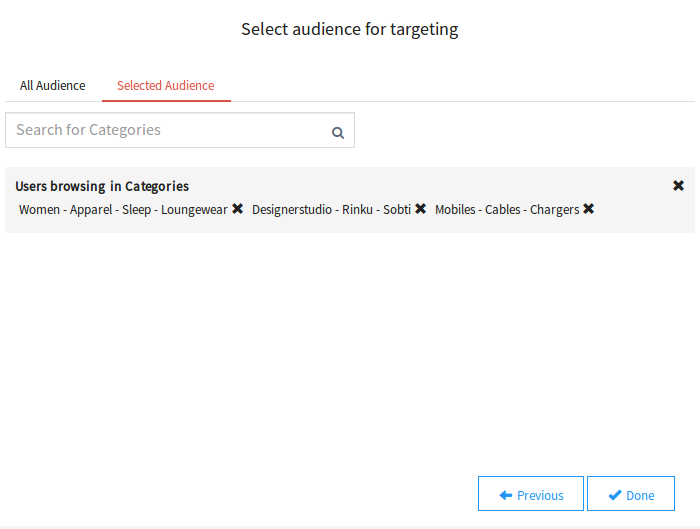 Select audience for targeting
All Audience Selected Audience
Search for Categories
Users browsing in Categories
Women - Apparel - Sleep - Loungewear Designerstudio - Rinku - Sobti Mobiles - Cables - Chargers
Previous Done